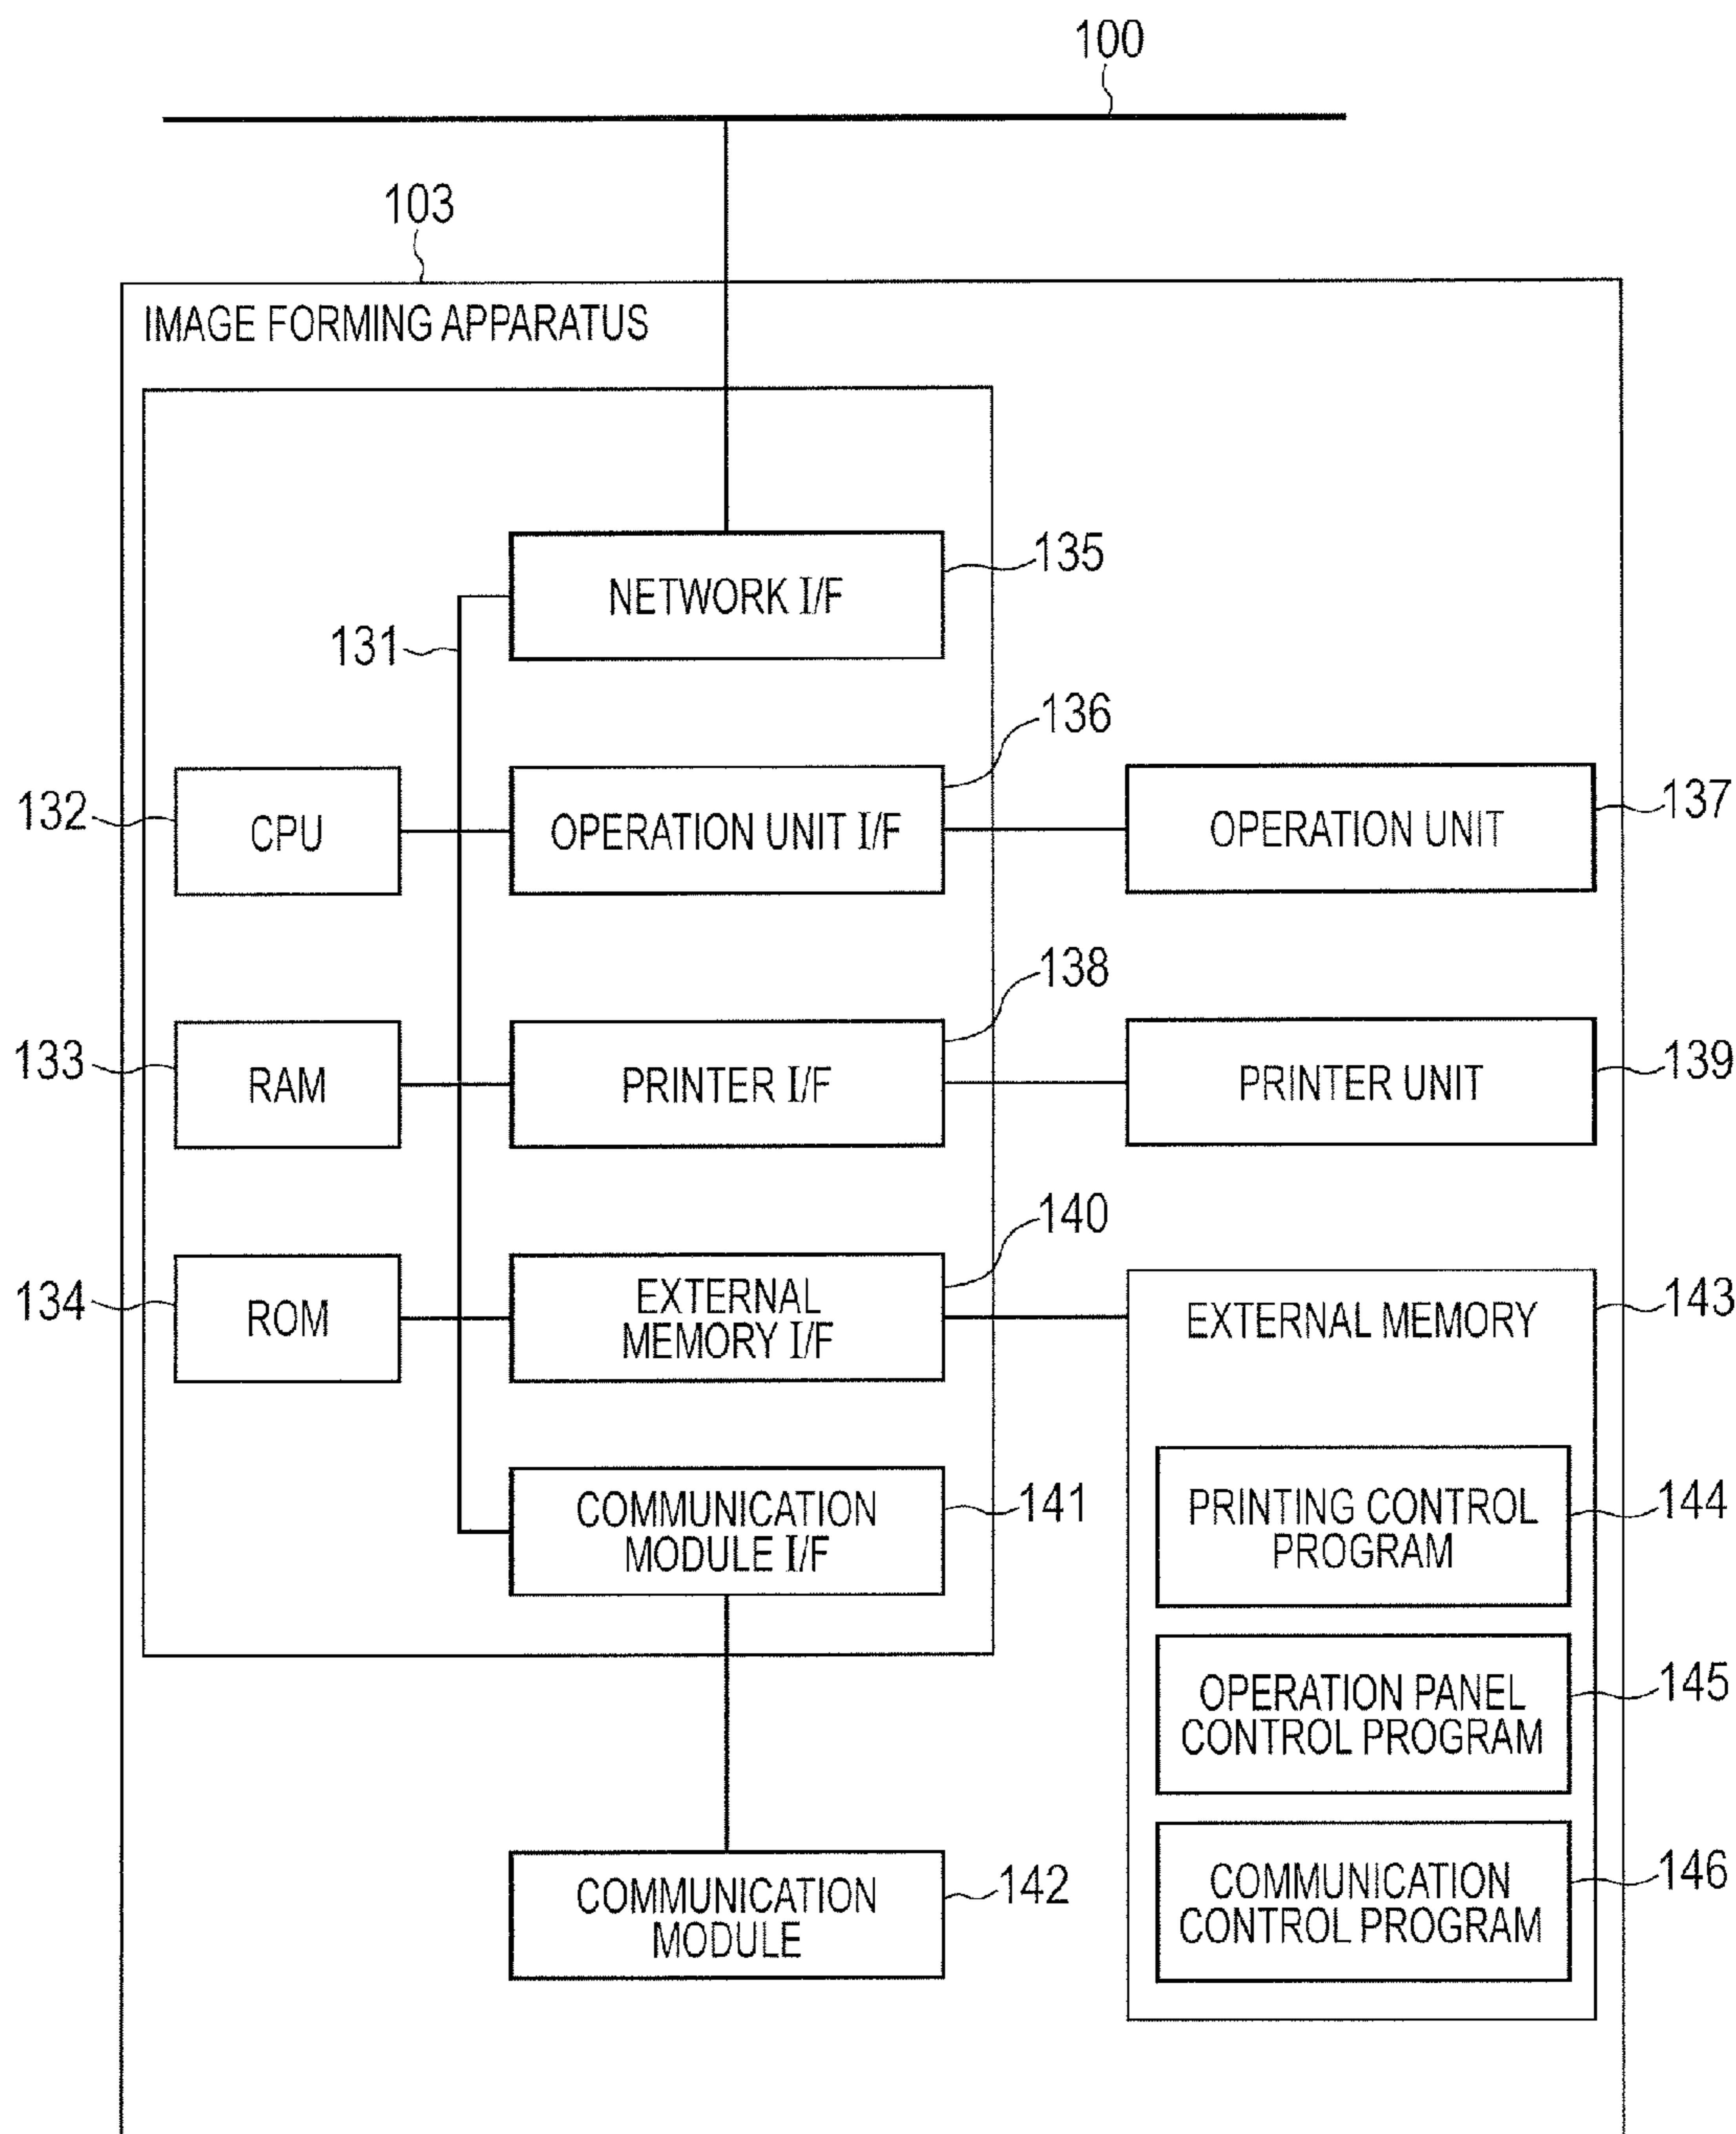 100
103
IMAGE FORMING APPARATUS
135
NETWORK I/F
131
136
132
CPU
OPERATION UNIT I/F
OPERATION UNIT
137
138
133
RAM
PRINTER I/F
PRINTER UNIT
139
140
134
ROM
EXTERNAL
MEMORY I/F
EXTERNAL MEMORY
143
COMMUNICATION
MODULE I/F
141
PRINTING CONTROL
PROGRAM
144
OPERATION PANEL
CONTROL PROGRAM
145
COMMUNICATION
MODULE
142
COMMUNICATION
CONTROL PROGRAM
146